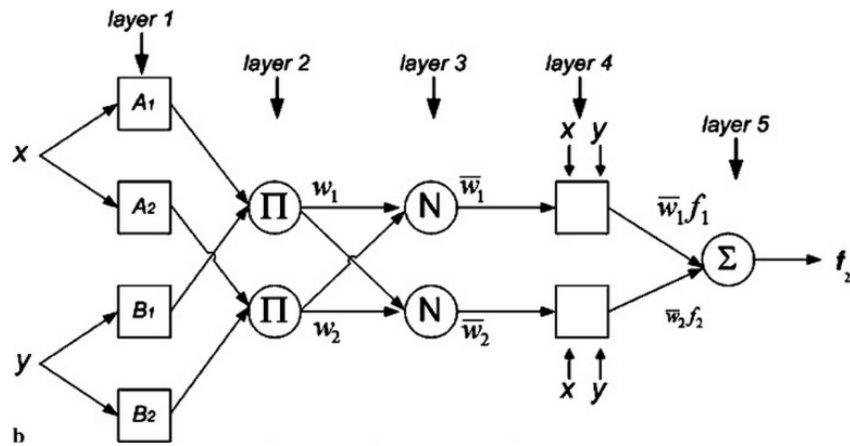 layer 1
layer 2
layer 3
layer 4
layer 5
A1
x
A2
B1
y
B2
Π
Π
w1
w2
N
N
w̅1
w̅2
x y
x y
w̅1f1
w̅2f2
Σ
f2
b